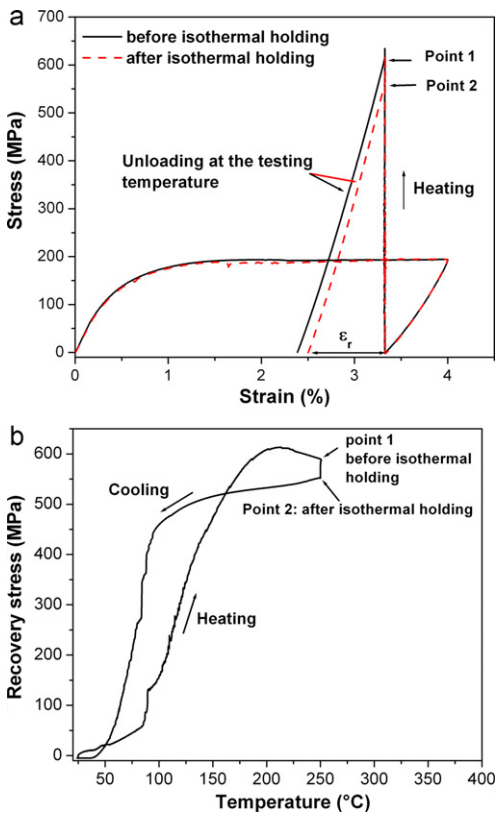 a
700
600
500
400
300
200
100
0
Stress (MPa)
before isothermal holding
after isothermal holding
Point 1
Point 2
Unloading at the testing
temperature
Heating
εr
0
1
2
3
4
Strain (%)
b
700
600
500
400
300
200
100
0
Recovery stress (MPa)
point 1
before isothermal
holding
Cooling
Point 2: after isothermal holding
Heating
50
100
150
200
250
300
350
400
Temperature (°C)